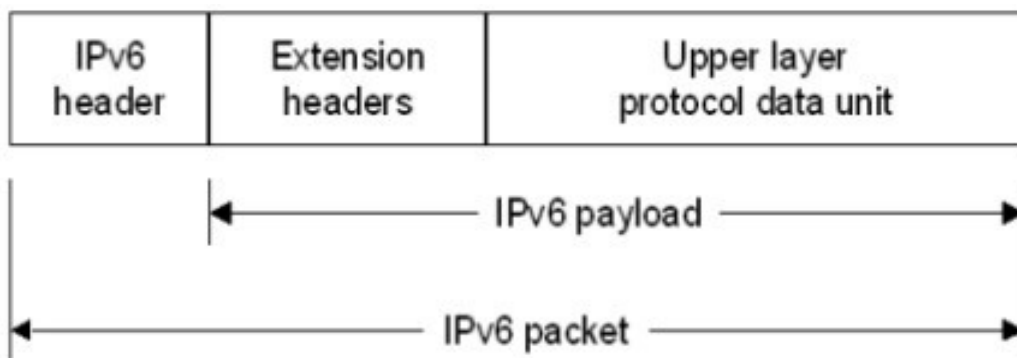 IPv6
header
Extension
headers
Upper layer
protocol data unit
IPv6 payload
IPv6 packet